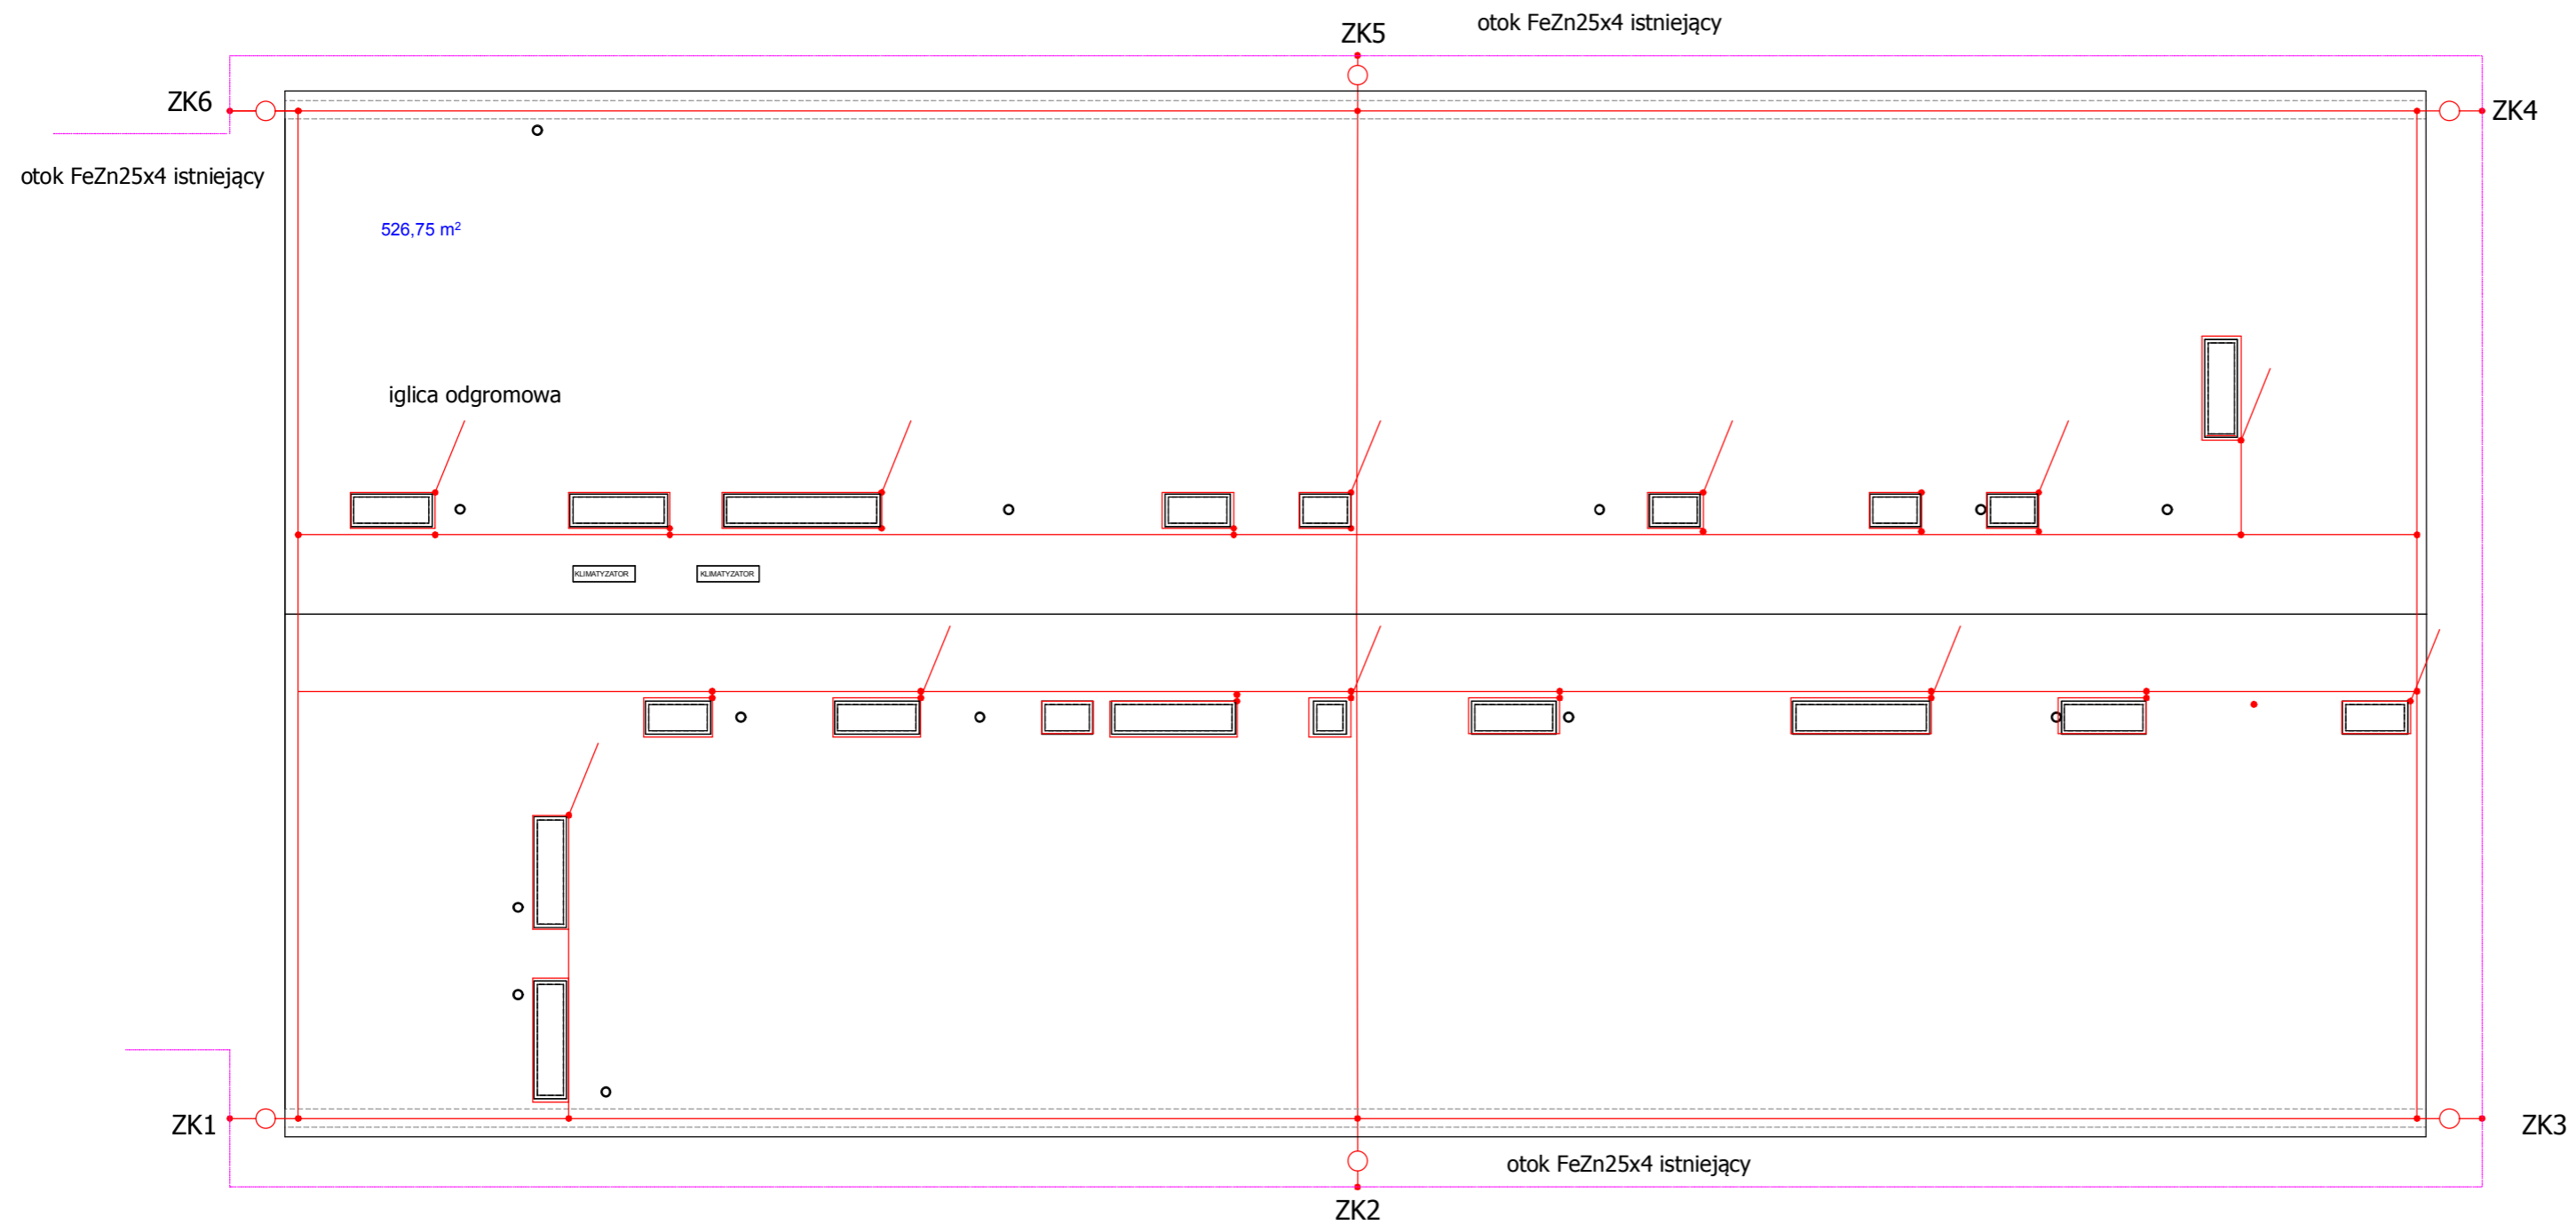 otok FeZn25x4 istniejący
ZK5
ZK6
ZK4
otok FeZn25x4 istniejący
526,75 m²
iglica odgromowa
KLIMATYZATOR
KLIMATYZATOR
ZK1
ZK3
otok FeZn25x4 istniejący
ZK2